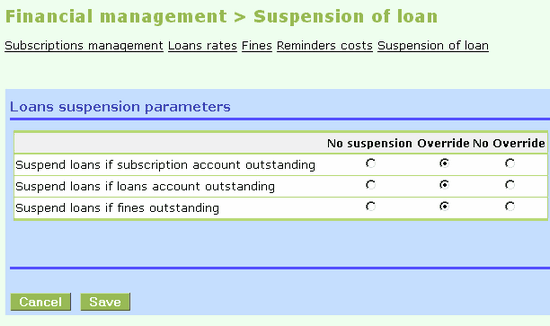 Financial management > Suspension of loan
Subscriptions management Loans rates Fines Reminders costs Suspension of loan
Loans suspension parameters
No suspension Override No Override
Suspend loans if subscription account outstanding
Suspend loans if loans account outstanding
Suspend loans if fines outstanding
Cancel Save